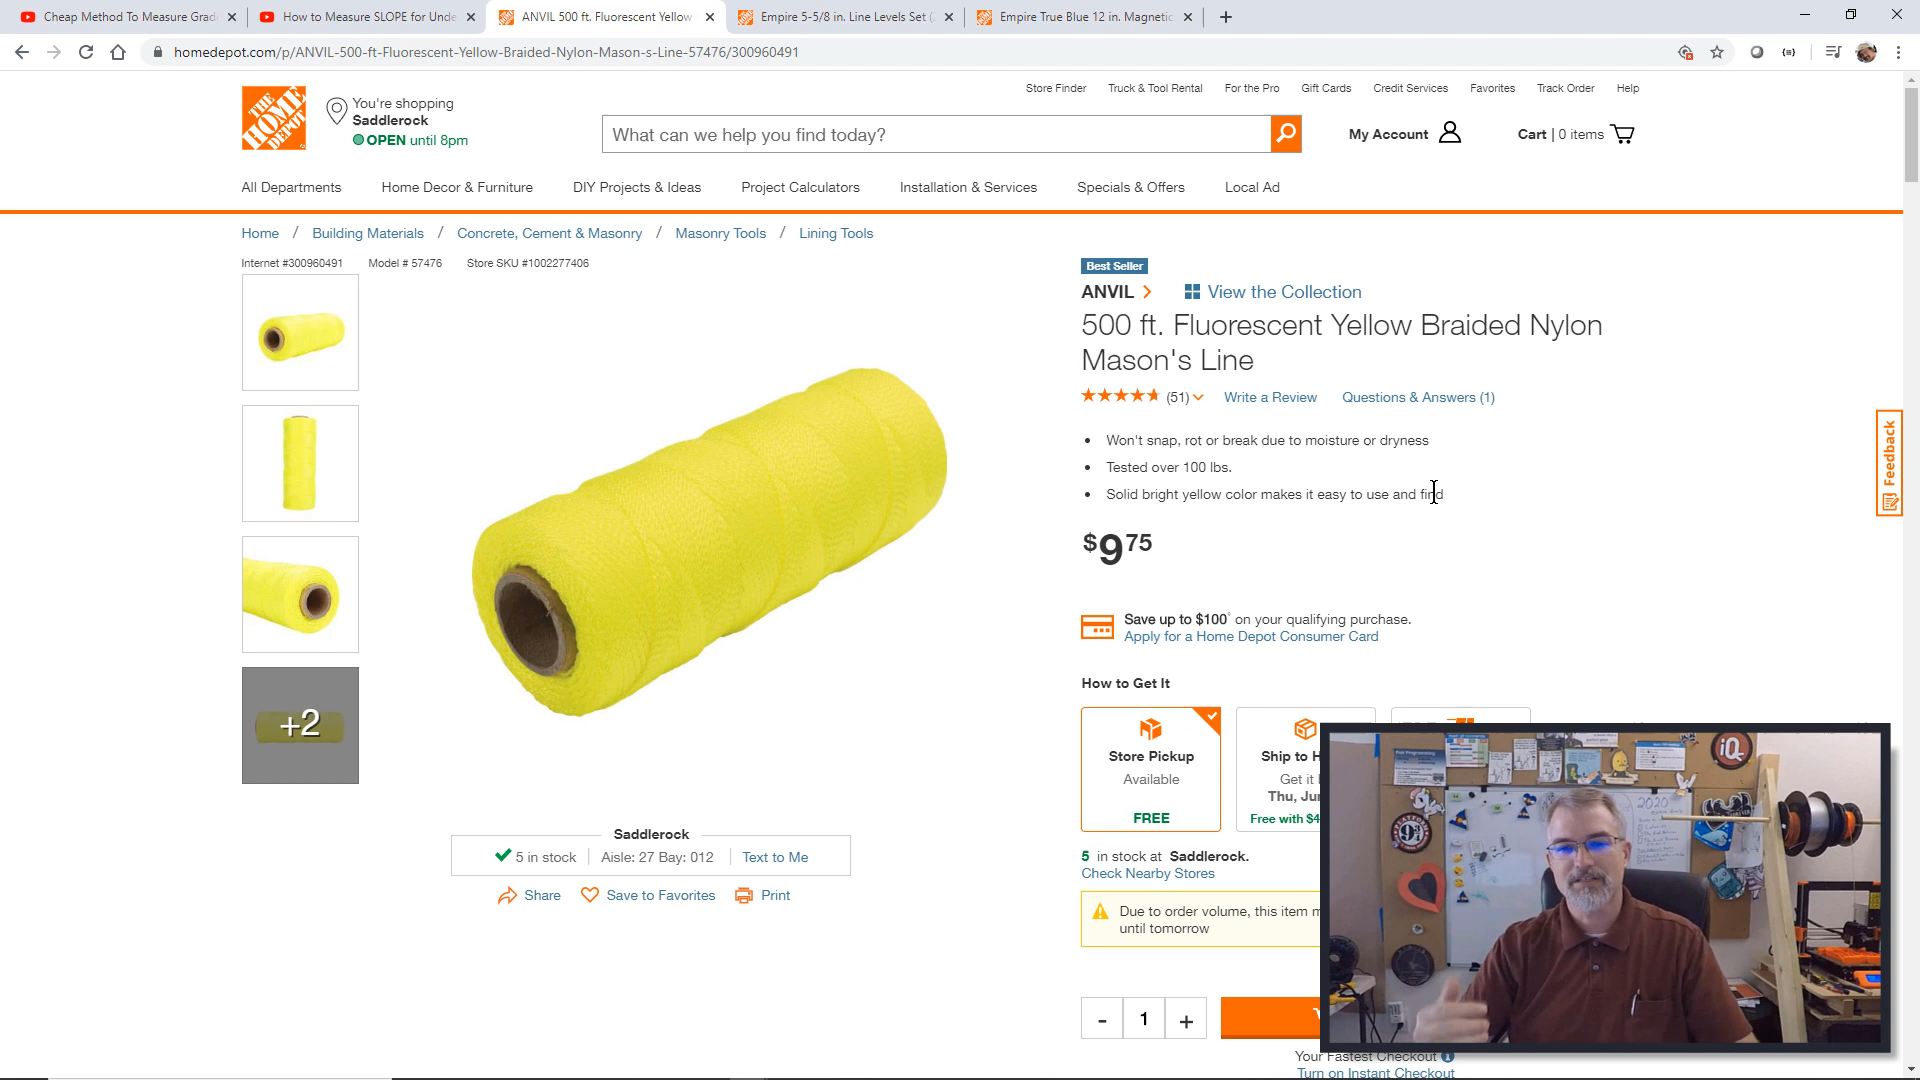 Cheap Method To Measure Grad
How to Measure SLOPE for Unde
ANVIL 500 ft. Fluorescent Yellow
Empire 5-5/8 in. Line Levels Set (
Empire True Blue 12 in. Magnetic
homedepot.com/p/ANVIL-500-ft-Fluorescent-Yellow-Braided-Nylon-Mason-s-Line-57476/300960491
Store Finder Truck & Tool Rental For the Pro Gift Cards Credit Services Favorites Track Order Help
THE HOME DEPOT
You're shopping
Saddlerock
OPEN until 8pm
What can we help you find today?
My Account
Cart | 0 items
All Departments Home Decor & Furniture DIY Projects & Ideas Project Calculators Installation & Services Specials & Offers Local Ad
Home / Building Materials / Concrete, Cement & Masonry / Masonry Tools / Lining Tools
Internet #300960491 Model # 57476 Store SKU #1002277406
+2
Best Seller
ANVIL View the Collection
500 ft. Fluorescent Yellow Braided Nylon
Mason's Line
(51) Write a Review Questions & Answers (1)
Won't snap, rot or break due to moisture or dryness
Tested over 100 lbs.
Solid bright yellow color makes it easy to use and find
$9 75
Feedback
Save up to $100° on your qualifying purchase.
Apply for a Home Depot Consumer Card
How to Get It
Store Pickup
Available
FREE
Ship to H
Get it
Thu, Jun
Free with $4
Saddlerock
5 in stock Aisle: 27 Bay: 012 Text to Me
Share Save to Favorites Print
5 in stock at Saddlerock.
Check Nearby Stores
Due to order volume, this item m
until tomorrow
- 1 +
Your Fastest Checkout
Turn on Instant Checkout
iQ
2020
9 3/4